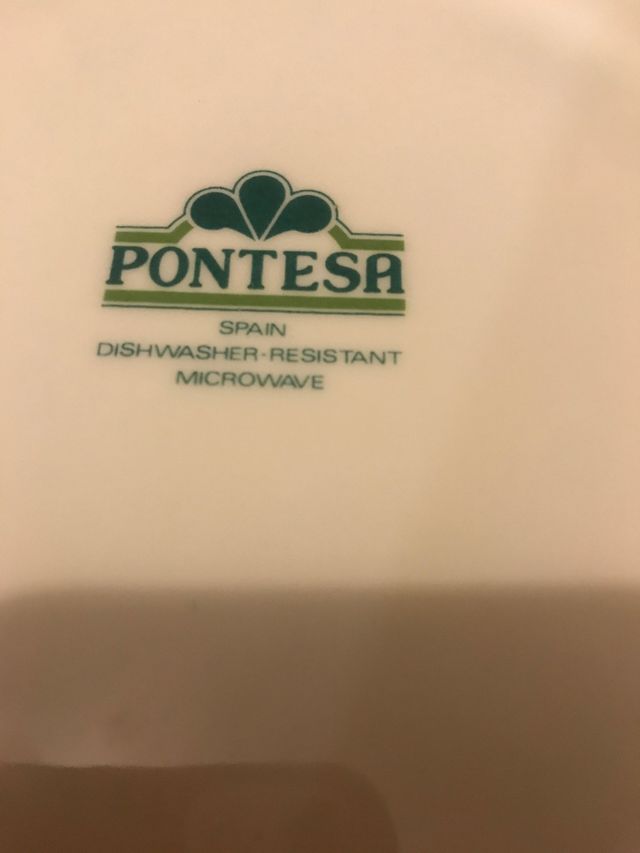 PONTESA
SPAIN
DISHWASHER-RESISTANT
MICROWAVE